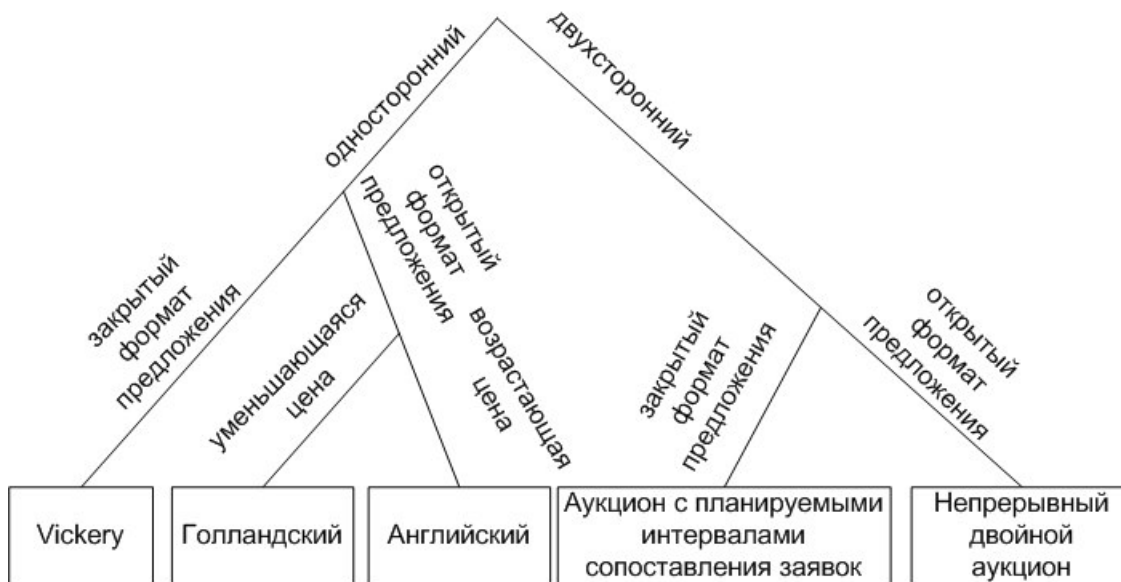 односторонний
двухсторонний
закрытый
формат
предложения
открытый
формат
предложения
уменьшающаяся
цена
возрастающая
цена
закрытый
формат
предложения
открытый
формат
предложения
Vickery
Голландский
Английский
Аукцион с планируемыми
интервалами
сопоставления заявок
Непрерывный
двойной
аукцион